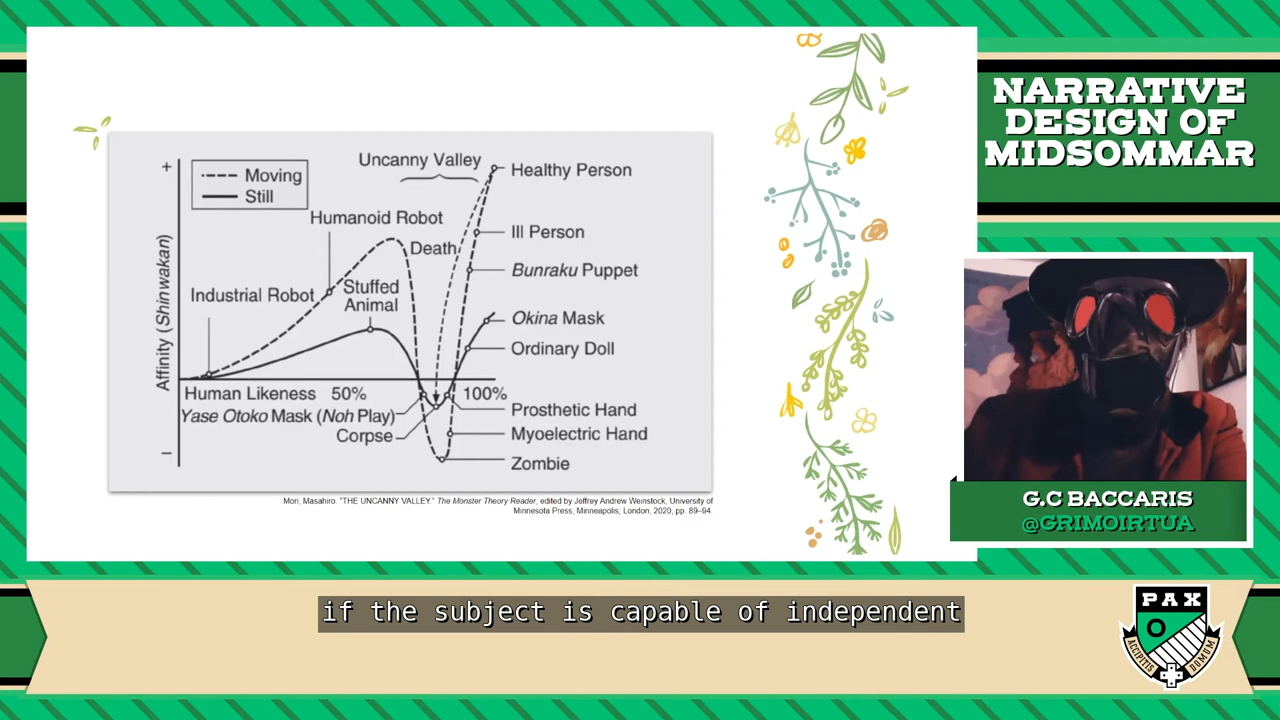 NARRATIVE
DESIGN OF
MIDSOMMAR
Uncanny Valley
+
Moving
Still
Healthy Person
Humanoid Robot
Death
Ill Person
Bunraku Puppet
Industrial Robot
Stuffed
Animal
Okina Mask
Ordinary Doll
Affinity (Shinwakan)
Human Likeness 50% 100%
Yase Otoko Mask (Noh Play)
Prosthetic Hand
Corpse
Myoelectric Hand
–
Zombie
Mori, Masahiro. "THE UNCANNY VALLEY." The Monster Theory Reader, edited by Jeffrey Andrew Weinstock, University of
Minnesota Press, Minneapolis; London, 2020, pp. 89–94.
G.C BACCARIS
@GRIMOIRTUA
if the subject is capable of independent
PAX
O
ACCIPITIS
DOMUM